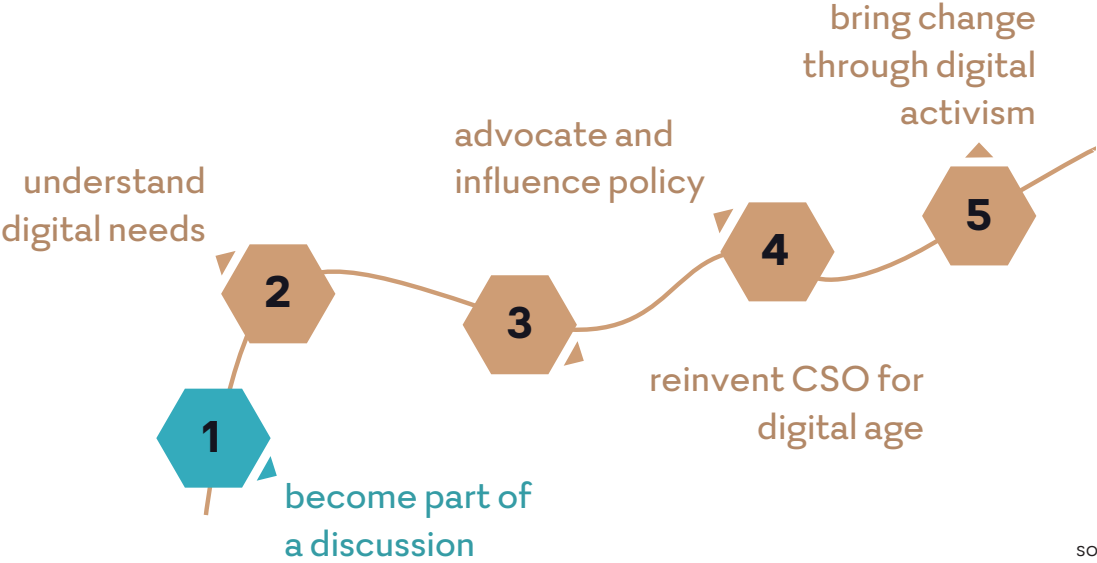 bring change
through digital
activism
advocate and
influence policy
understand
digital needs
5
4
2
3
reinvent CSO for
digital age
1
become part of
a discussion